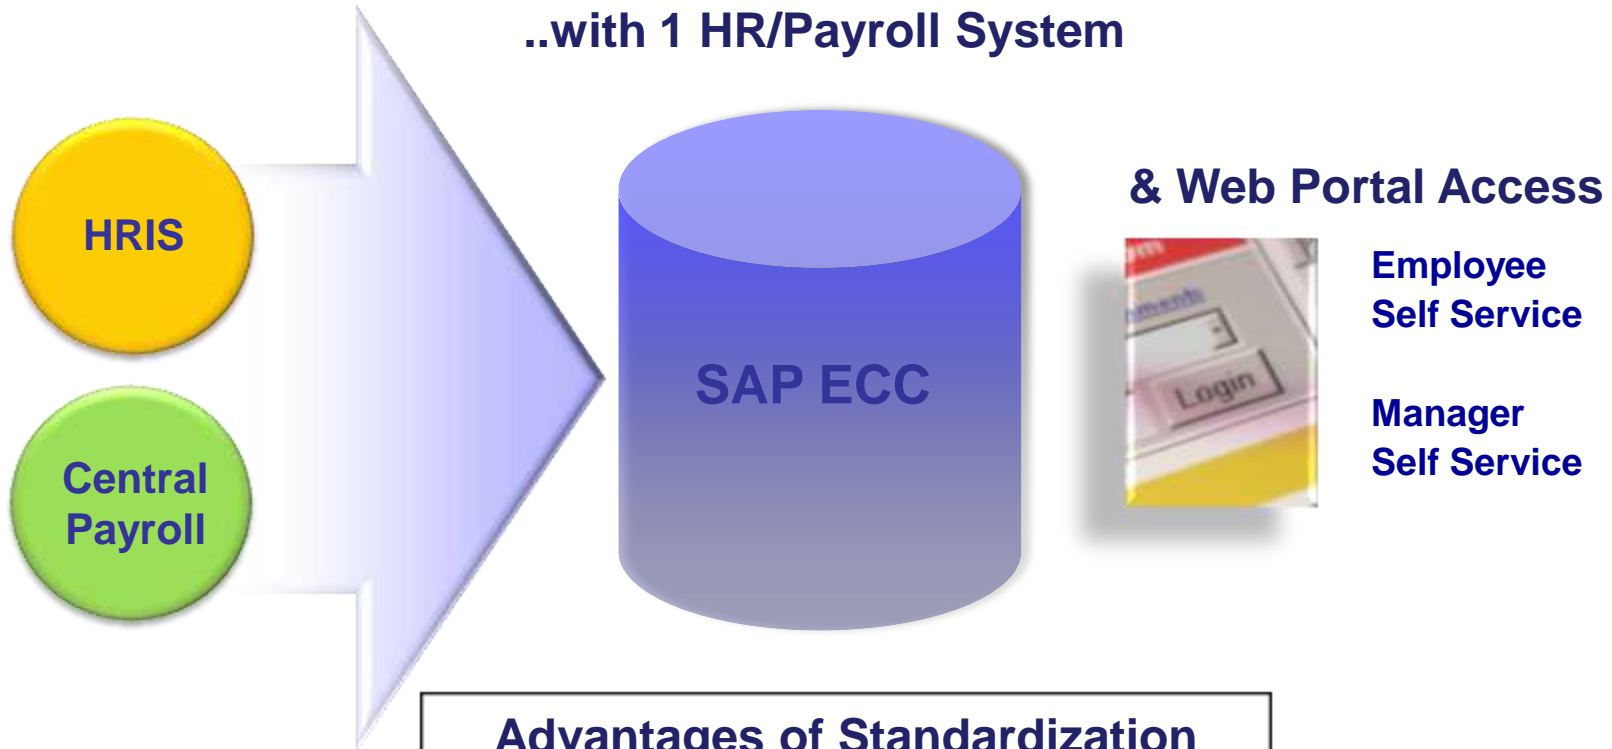 ..with 1 HR/Payroll System
HRIS
Central
Payroll
SAP ECC
& Web Portal Access
Login
Employee
Self Service
Manager
Self Service
Advantages of Standardization